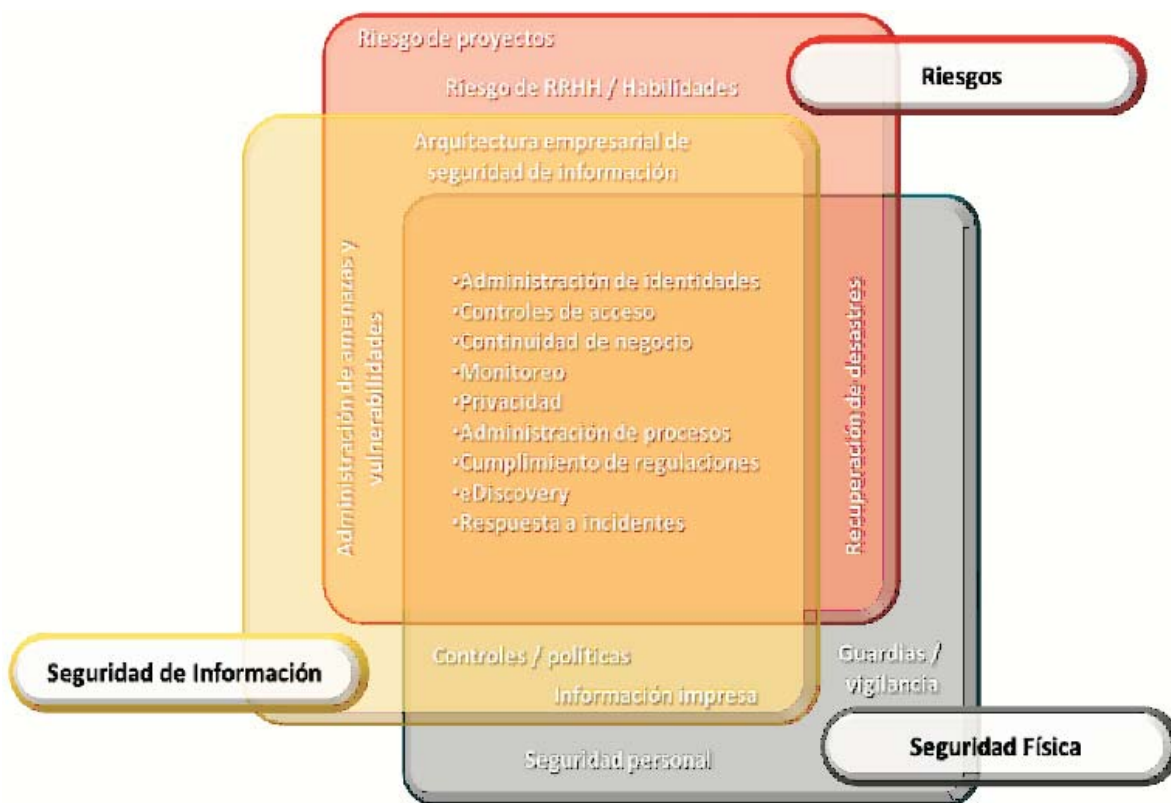 Riesgo de proyectos
Riesgos
Riesgo de RRHH / Habilidades
Arquitectura empresarial de
seguridad de información
Administración de amenazas y
vulnerabilidades
•Administración de identidades
•Controles de acceso
•Continuidad de negocio
•Monitoreo
•Privacidad
•Administración de procesos
•Cumplimiento de regulaciones
•eDiscovery
•Respuesta a incidentes
Recuperación de desastres
Seguridad de Información
Controles / políticas
Información impresa
Guardias /
vigilancia
Seguridad personal
Seguridad Física